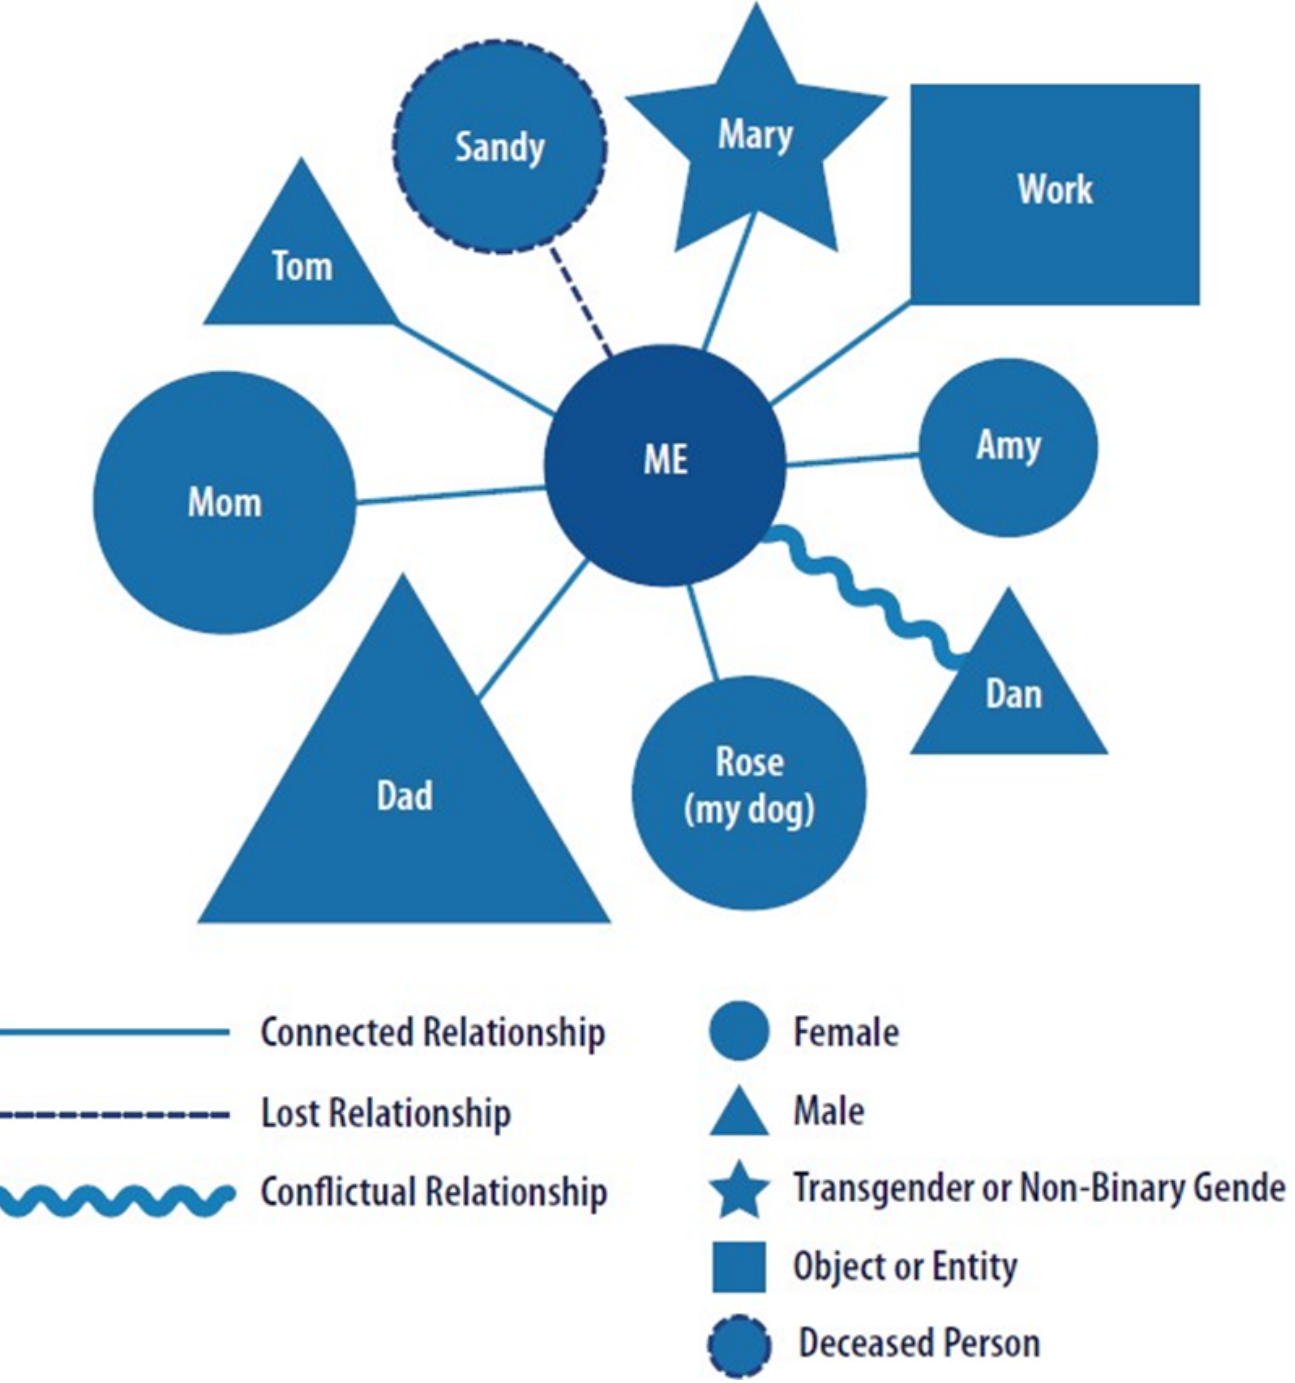 Sandy
Mary
Work
Tom
ME
Amy
Mom
Dan
Rose
(my dog)
Dad
Connected Relationship
Lost Relationship
Conflictual Relationship
Female
Male
Transgender or Non-Binary Gende
Object or Entity
Deceased Person